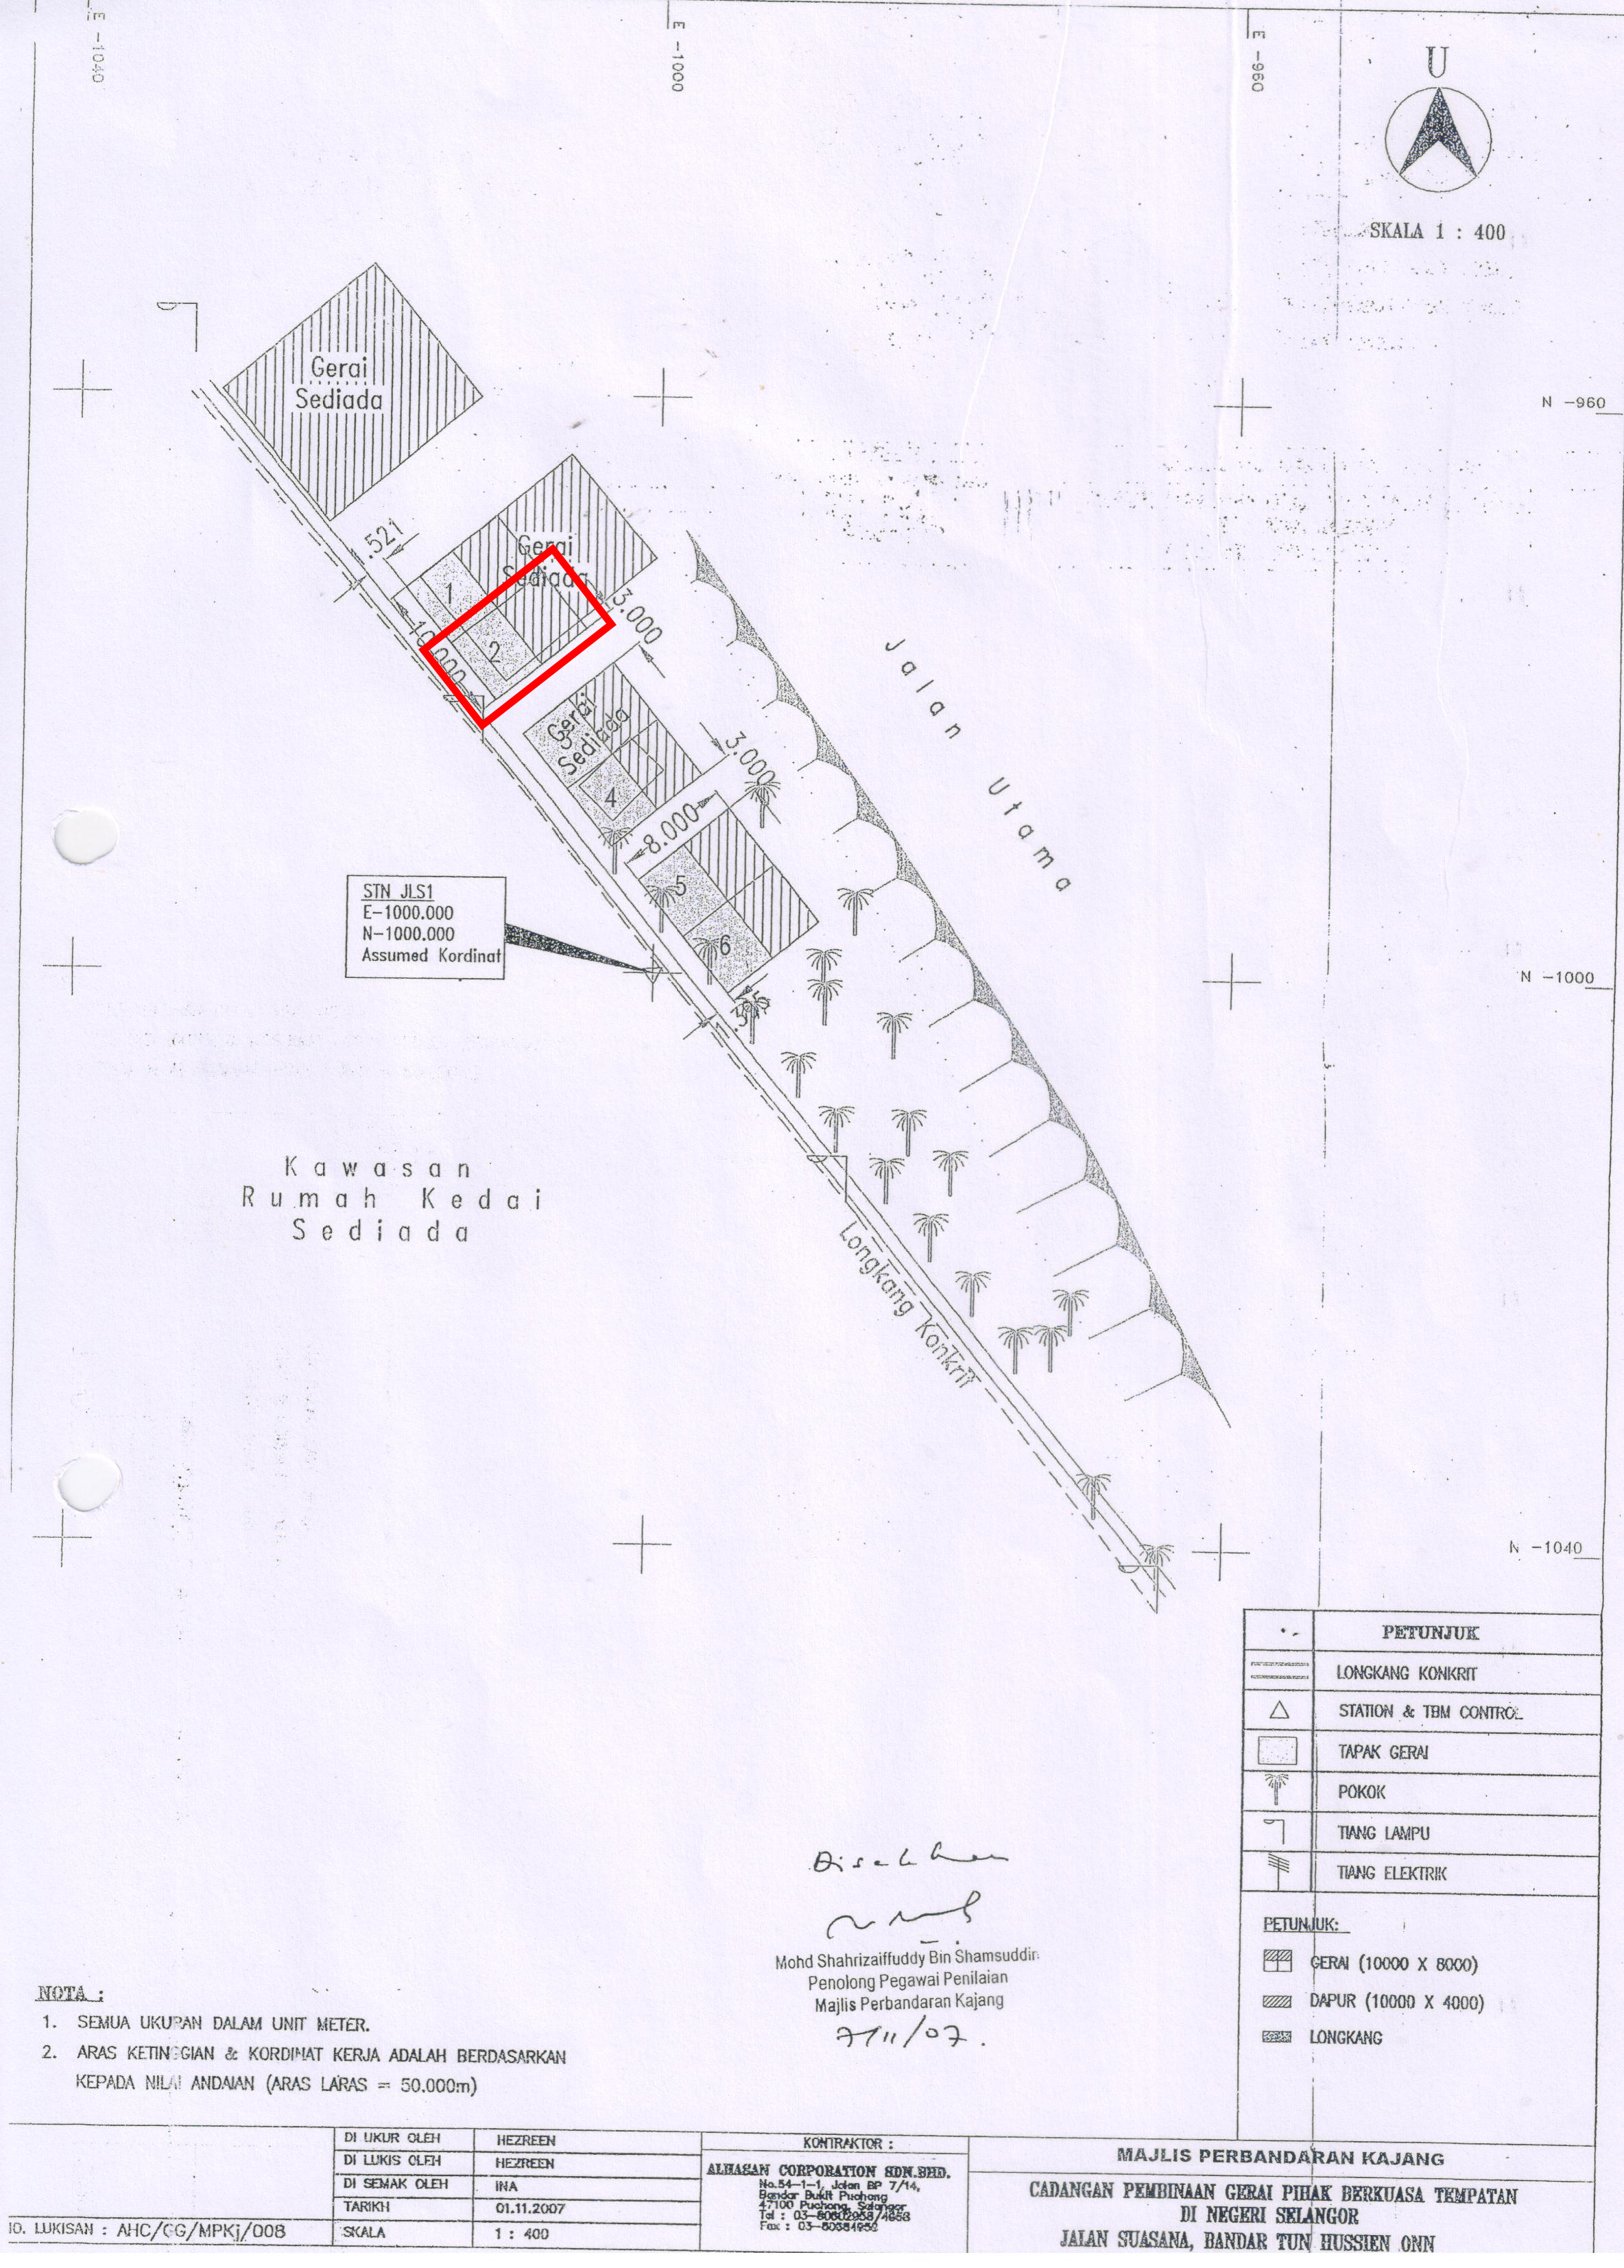 E -1040
E -1000
E -960
U
SKALA 1 : 400
Gerai
Sediada
N -960
.521
Gerai
Sediada
1
2
10.000
3.000
Gerai
Sediada
4
3.000
8.000
5
6
Jalan Utama
STN JLS1
E-1000.000
N-1000.000
Assumed Kordinat
N -1000
Kawasan
Rumah Kedai
Sediada
Longkang Konkrit
N -1040
PETUNJUK
LONGKANG KONKRIT
STATION & TBM CONTROL
TAPAK GERAI
POKOK
TIANG LAMPU
TIANG ELEKTRIK
PETUNJUK:
GERAI (10000 X 8000)
DAPUR (10000 X 4000)
LONGKANG
Disahkan
Mohd Shahrizaiffuddy Bin Shamsuddin
Penolong Pegawai Penilaian
Majlis Perbandaran Kajang
7/11/07.
NOTA :
1. SEMUA UKURAN DALAM UNIT METER.
2. ARAS KETINGGIAN & KORDINAT KERJA ADALAH BERDASARKAN
KEPADA NILAI ANDAIAN (ARAS LARAS = 50.000m)
DI UKUR OLEH HEZREEN
DI LUKIS OLEH HEZREEN
DI SEMAK OLEH INA
TARIKH 01.11.2007
SKALA 1 : 400
IO. LUKISAN : AHC/GG/MPKj/008
KONTRAKTOR :
ALHASAN CORPORATION SDN.BHD.
No.54-1-1, Jalan BP 7/14,
Bandar Bukit Puchong
47100 Puchong, Selangor
Tel : 03-
Fax : 03-
MAJLIS PERBANDARAN KAJANG
CADANGAN PEMBINAAN GERAI PIHAK BERKUASA TEMPATAN
DI NEGERI SELANGOR
JALAN SUASANA, BANDAR TUN HUSSIEN ONN